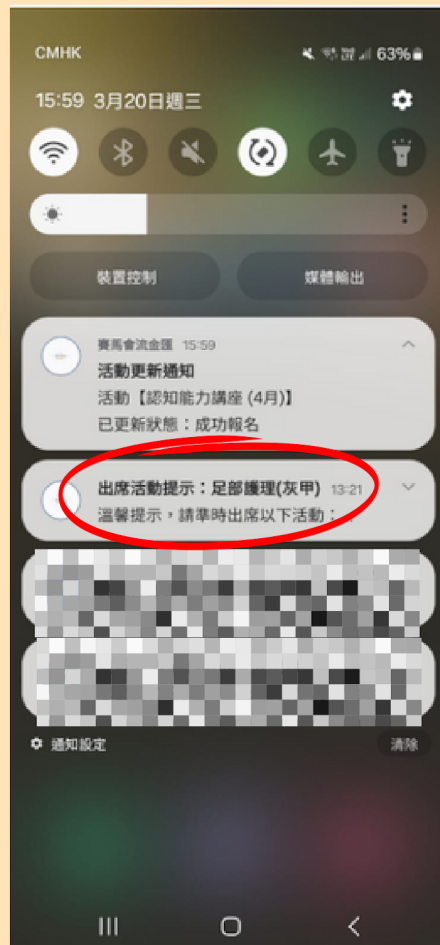 CMHK 63%
15:59 3月20日週三
裝置控制 媒體輸出
賽馬會流金匯 15:59
活動更新通知
活動【認知能力講座 (4月)】
已更新狀態：成功報名
出席活動提示：足部護理(灰甲) 13:21
溫馨提示，請準時出席以下活動：
通知設定 清除